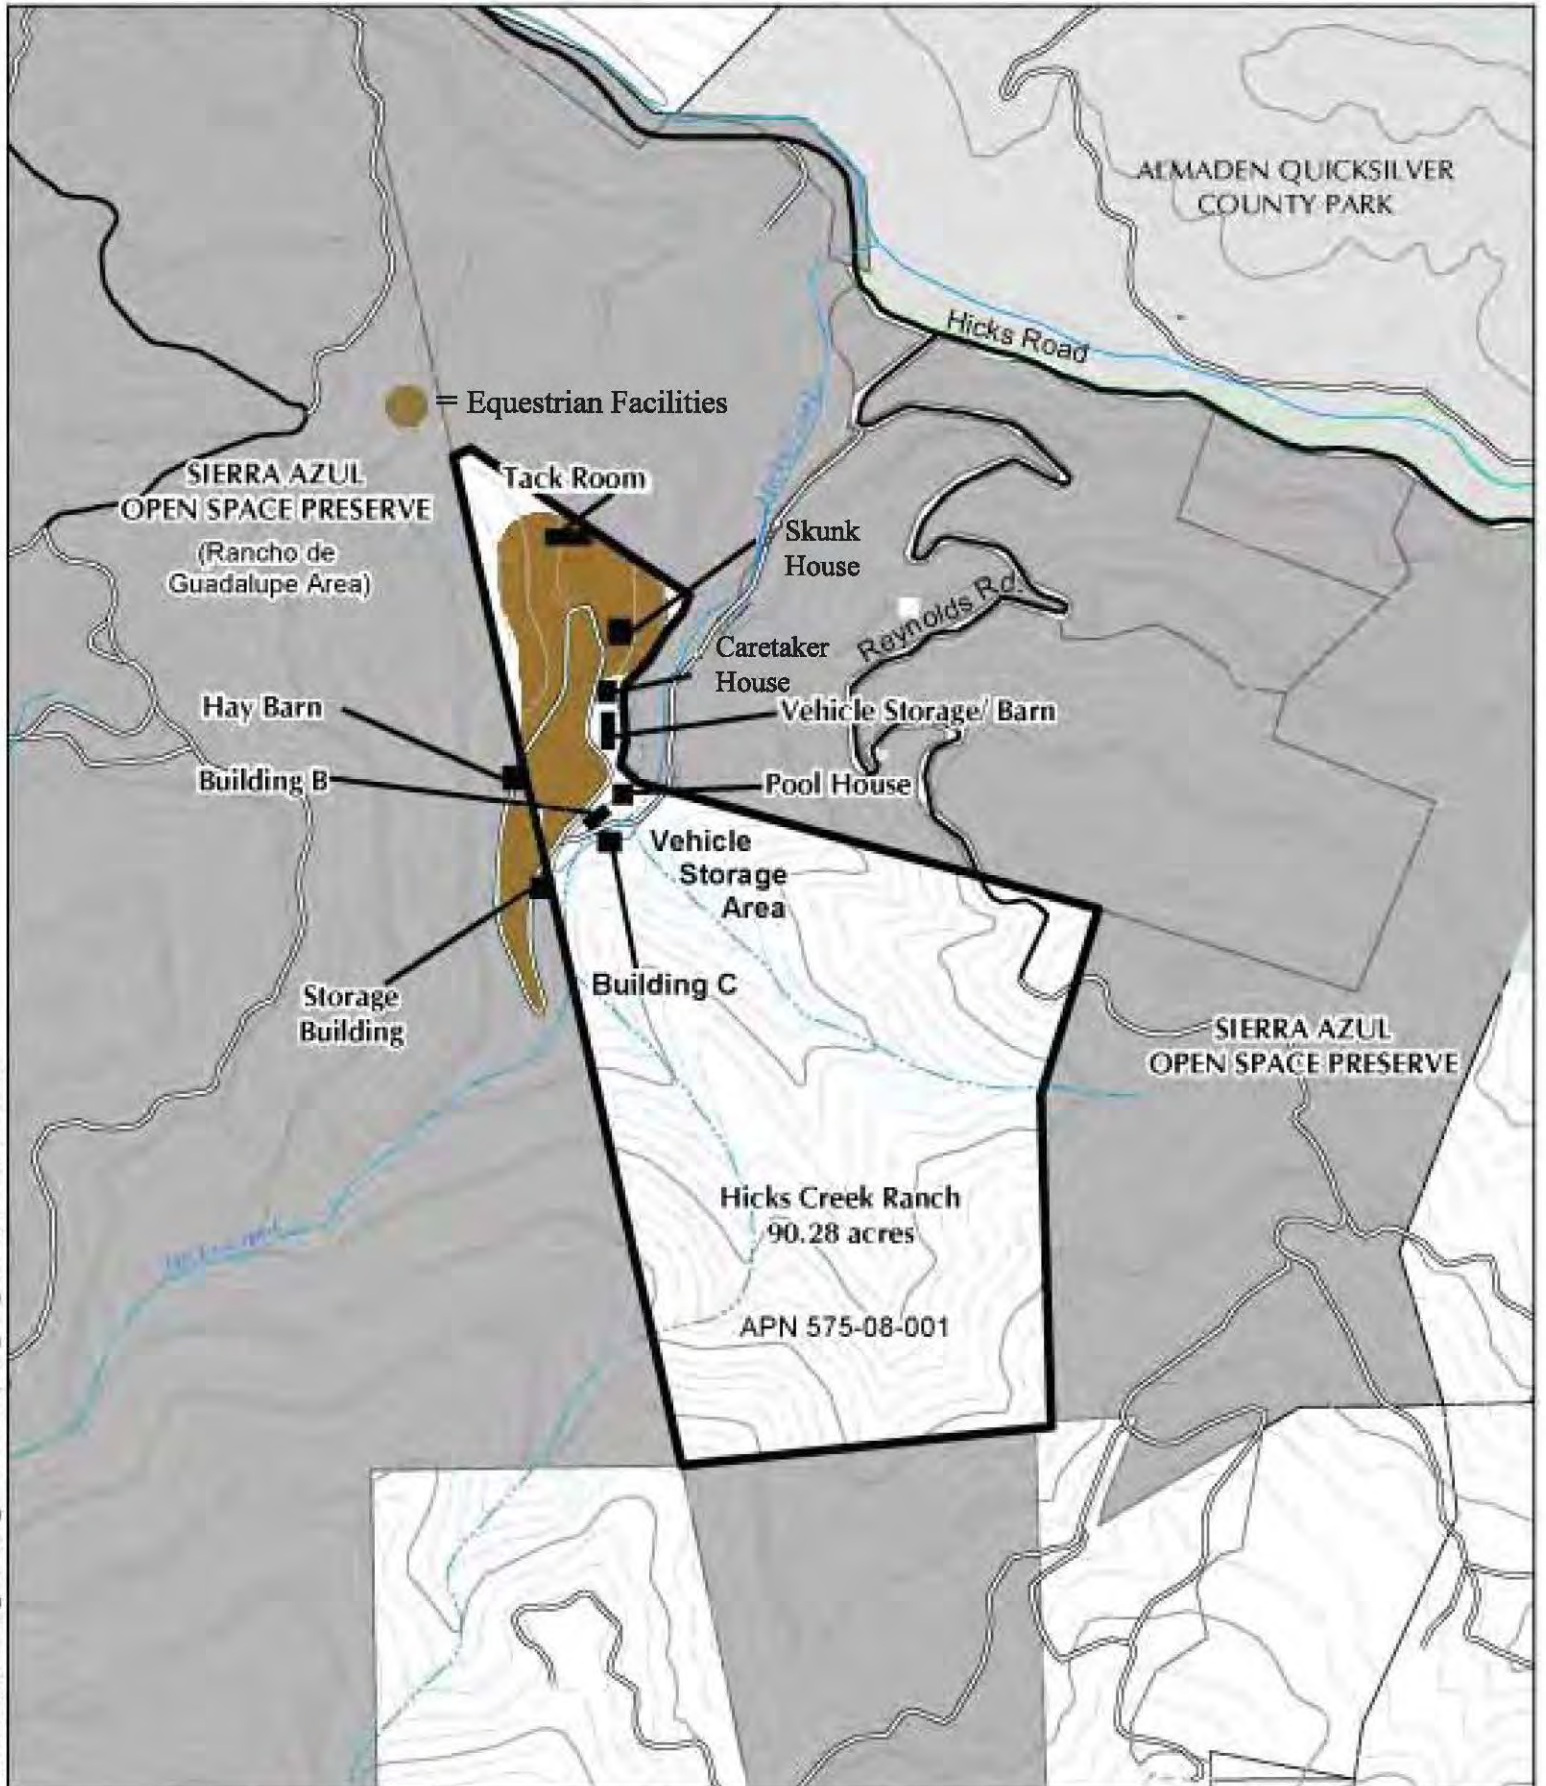 ALMADEN QUICKSILVER
COUNTY PARK
Hicks Road
= Equestrian Facilities
SIERRA AZUL
OPEN SPACE PRESERVE
(Rancho de
Guadalupe Area)
Tack Room
Skunk
House
Reynolds Rd.
Caretaker
House
Hay Barn
Vehicle Storage/ Barn
Building B
Pool House
Vehicle
Storage
Area
Building C
Storage
Building
SIERRA AZUL
OPEN SPACE PRESERVE
Hicks Creek Ranch
90.28 acres
APN 575-08-001